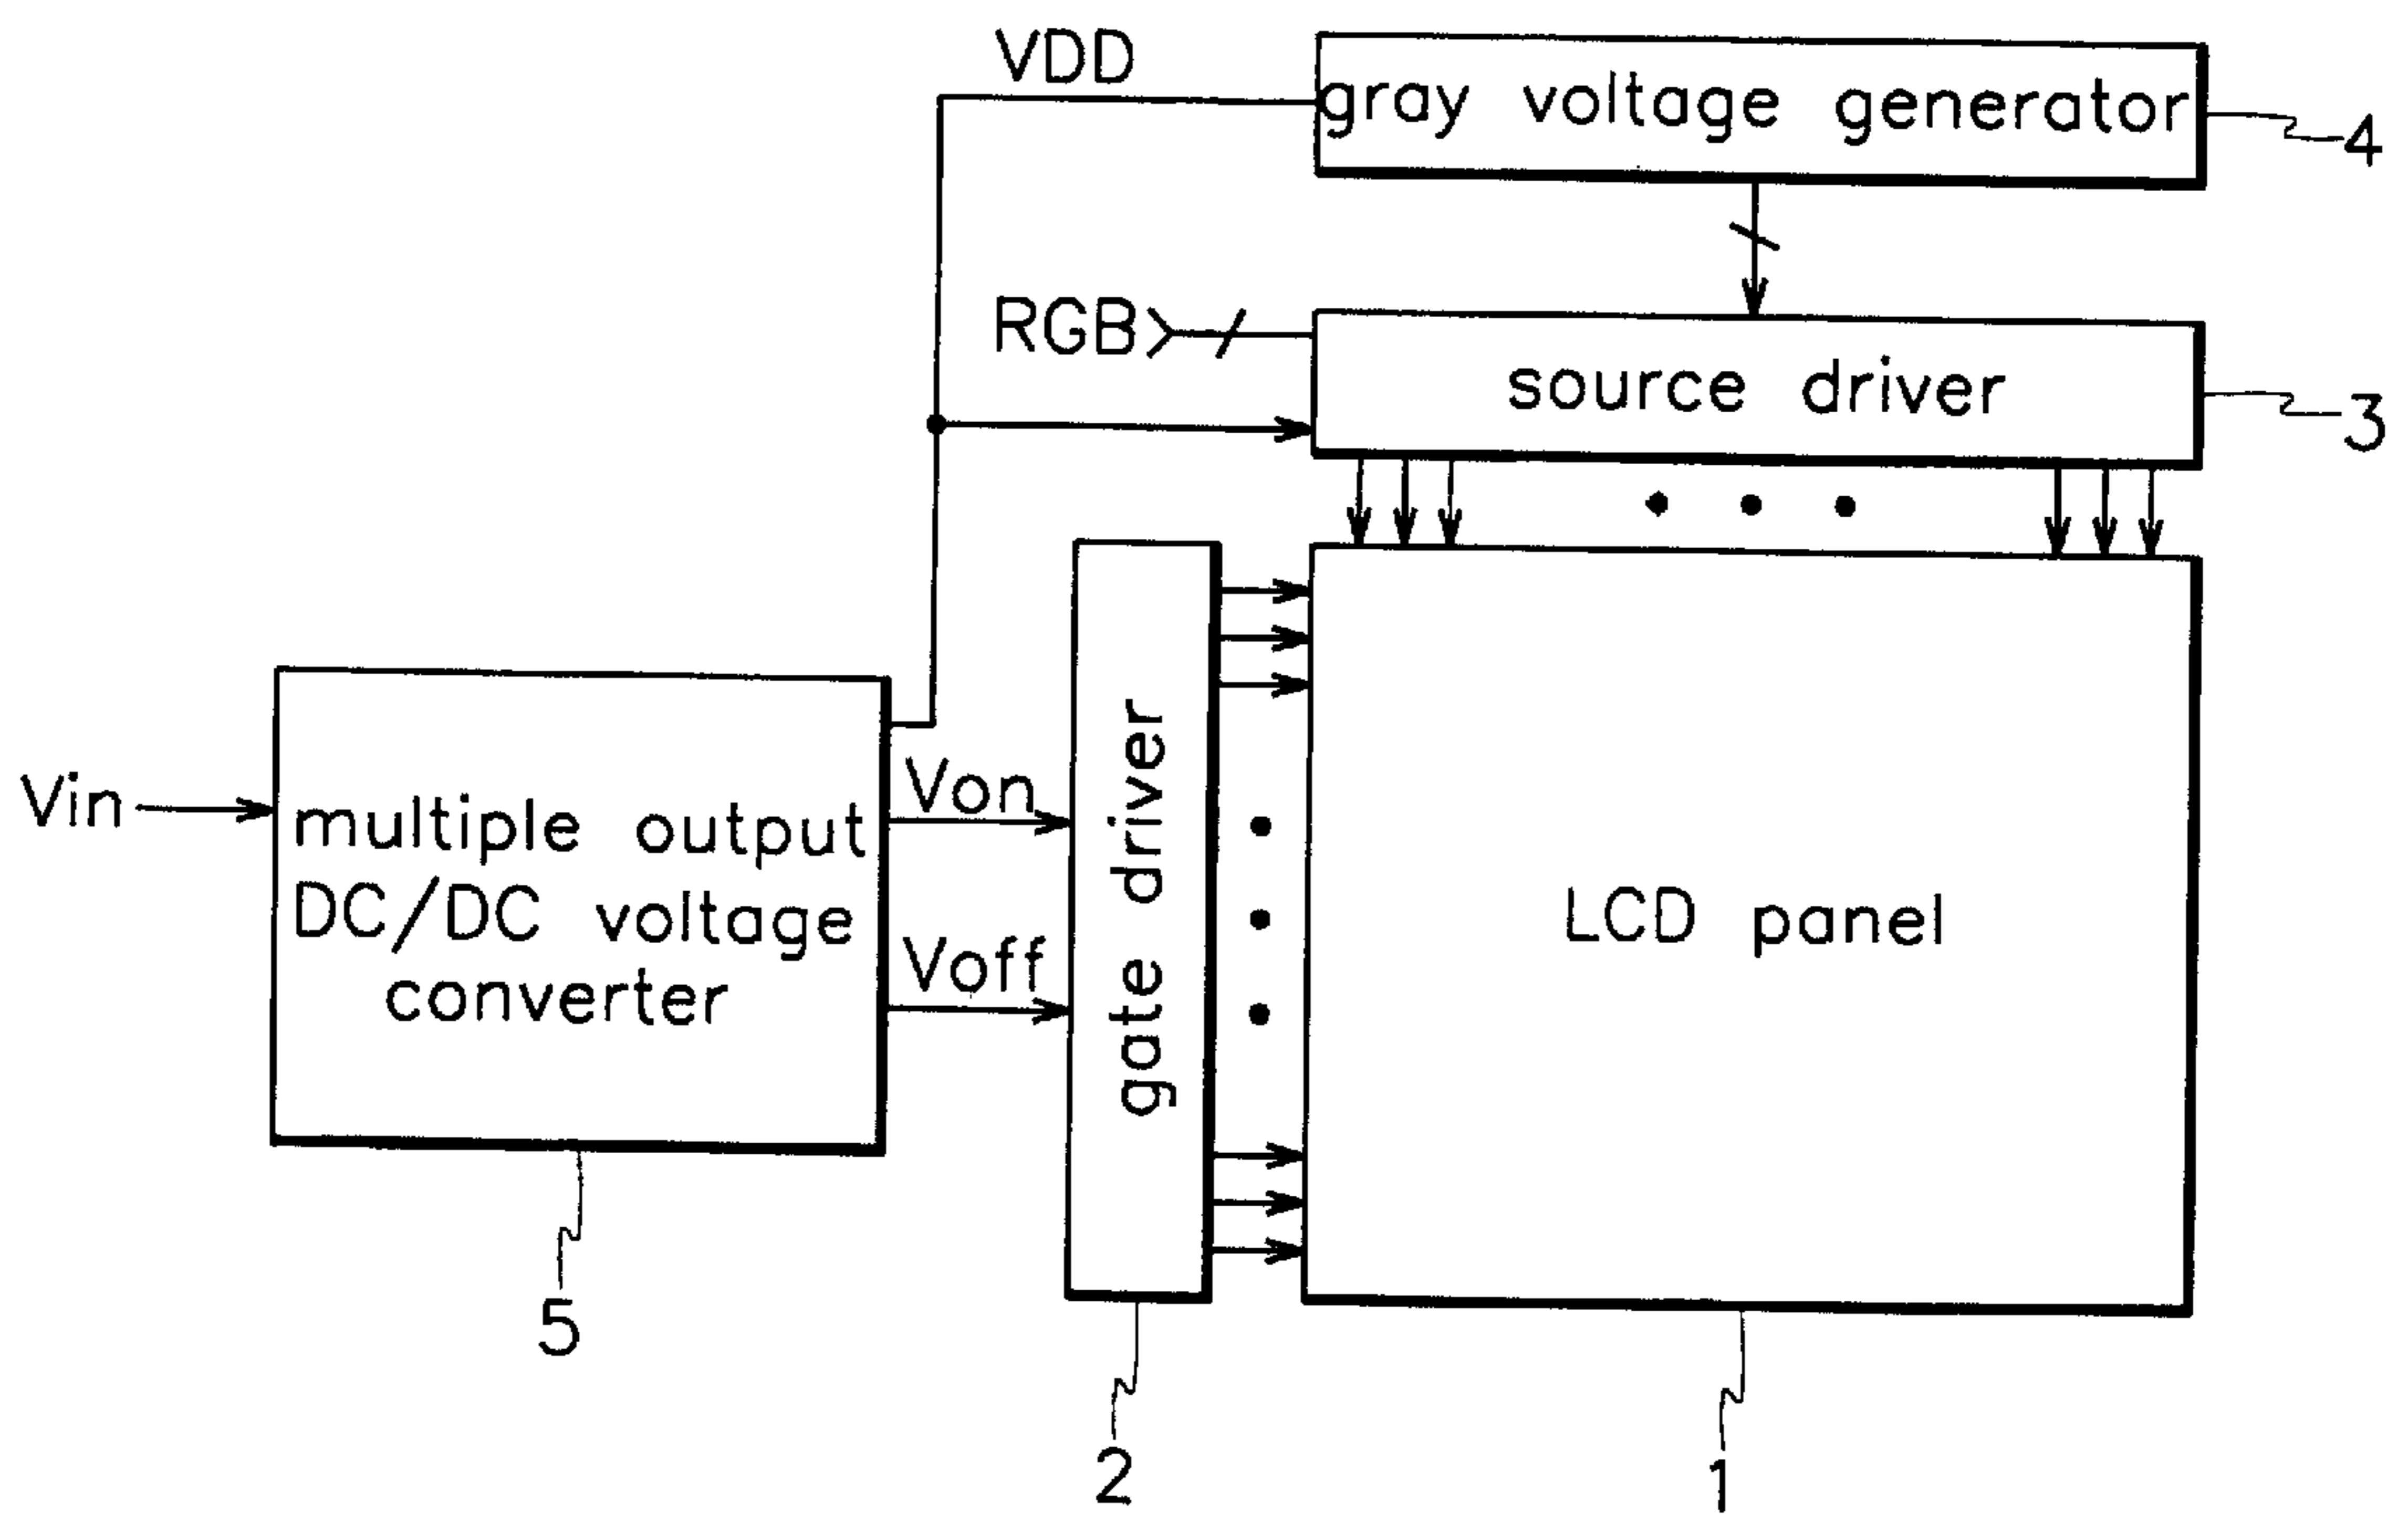 VDD
gray voltage generator
4
RGB
source driver
3
Vin
multiple output
DC/DC voltage
converter
Von
Voff
gate driver
LCD panel
5
2
1